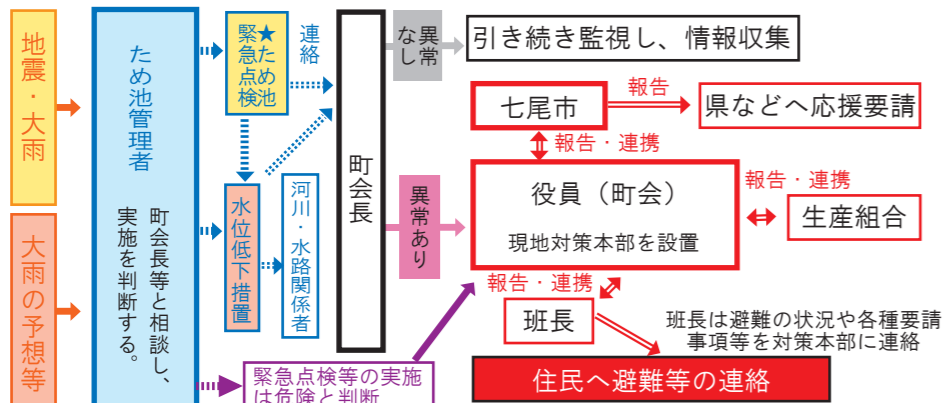 地震・大雨
大雨の予想等
ため池管理者
町会長等と相談し、
実施を判断する。
★ため池
緊急点検
連絡
水位低下措置
河川・水路関係者
緊急点検等の実施
は危険と判断
町会長
異常
なし
引き続き監視し、情報収集
異常あり
七尾市
報告
県などへ応援要請
報告・連携
役員（町会）
現地対策本部を設置
報告・連携
生産組合
報告・連携
班長
班長は避難の状況や各種要請
事項等を対策本部に連絡
住民へ避難等の連絡